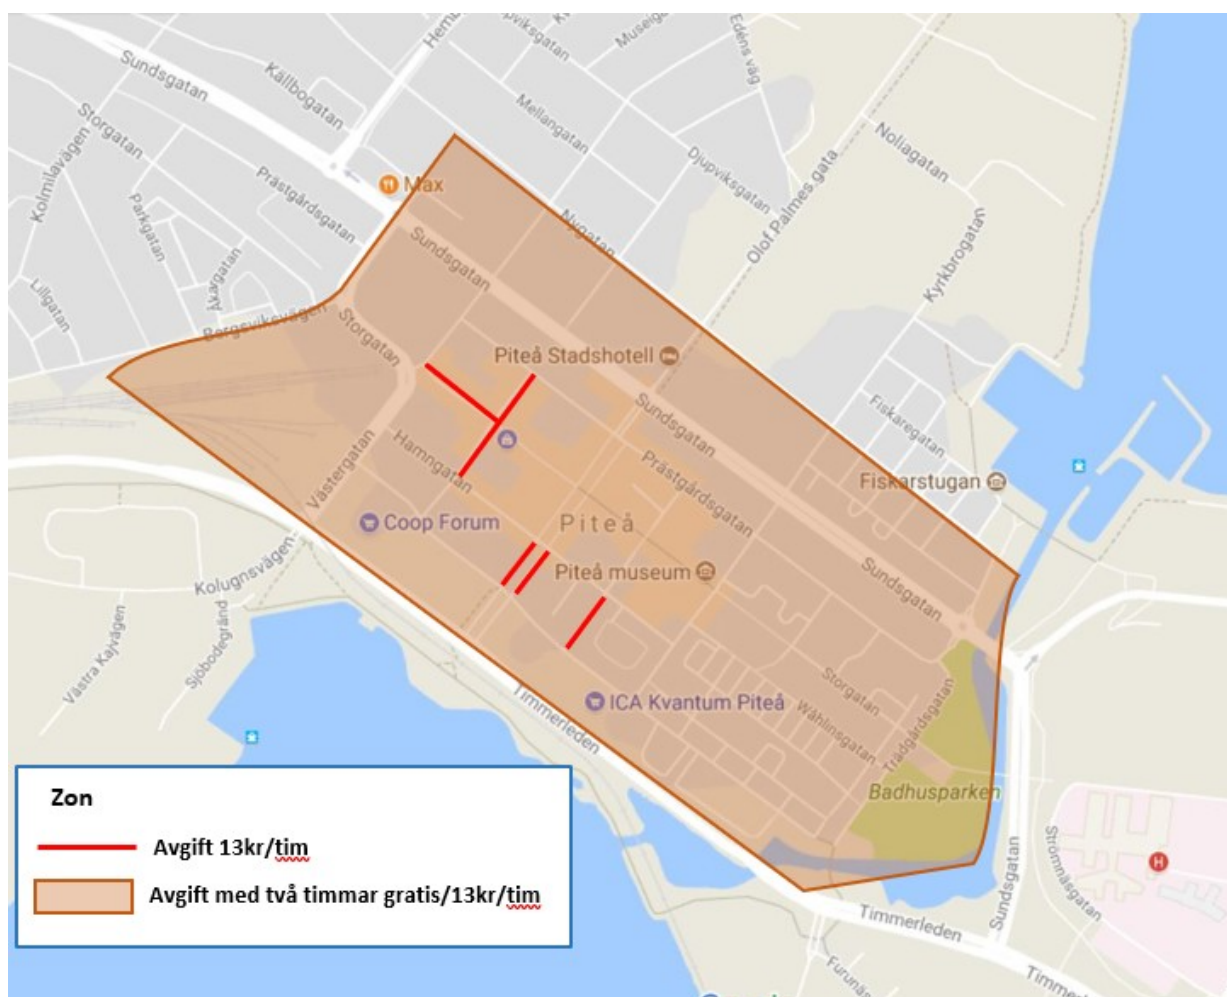 Sundsgatan
Källbogatan
Storgatan
Kolmilavägen
Prästgårdsgatan
Parkgatan
Åkargatan
Lillgatan
Bergsviksvägen
Max
Mellangatan
Djupviksgatan
Edéns väg
Nygatan
Olof Palmes gata
Noliagatan
Kyrkbrogatan
Sundsgatan
Storgatan
Piteå Stadshotell
Sundsgatan
Fiskaregatan
Fiskarstugan
Hamngatan
Västergatan
Prästgårdsgatan
Coop Forum
Piteå
Piteå museum
Sundsgatan
Kolugnsvägen
Västra Kajvägen
Sjöbodegränd
Timmerleden
ICA Kvantum Piteå
Storgatan
Wåhlinsgatan
Trädgårdsgatan
Badhusparken
Sundsgatan
Strömnäsgatan
H
Timmerleden
Zon
Avgift 13kr/tim
Avgift med två timmar gratis/13kr/tim